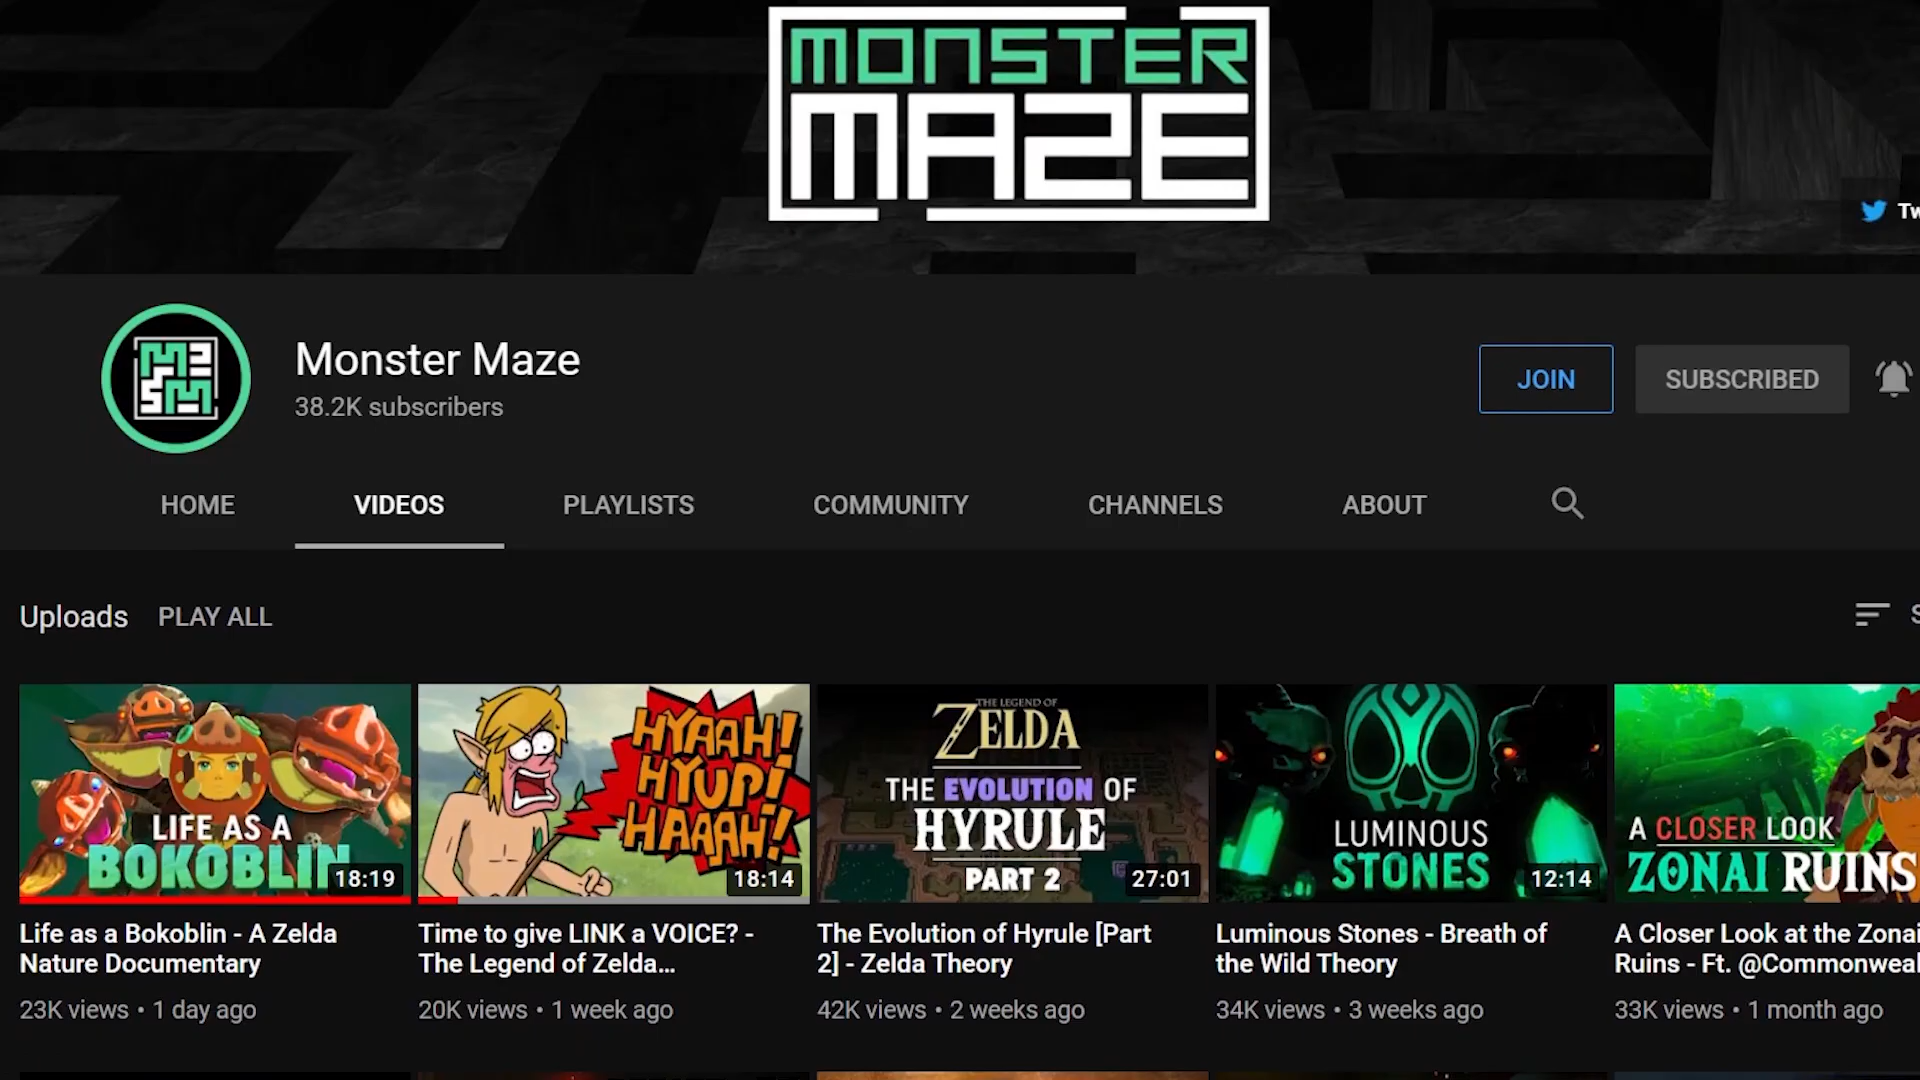 MONSTER
MAZE
Tw
Monster Maze
38.2K subscribers
JOIN
SUBSCRIBED
HOME
VIDEOS
PLAYLISTS
COMMUNITY
CHANNELS
ABOUT
Uploads
PLAY ALL
S
LIFE AS A
BOKOBLIN
18:19
HYAAH!
HYUP!
HAAAH!
18:14
THE LEGEND OF
ZELDA
THE EVOLUTION OF
HYRULE
PART 2
27:01
LUMINOUS
STONES
12:14
A CLOSER LOOK
ZONAI RUINS
Life as a Bokoblin - A Zelda
Nature Documentary
23K views • 1 day ago
Time to give LINK a VOICE? -
The Legend of Zelda...
20K views • 1 week ago
The Evolution of Hyrule [Part
2] - Zelda Theory
42K views • 2 weeks ago
Luminous Stones - Breath of
the Wild Theory
34K views • 3 weeks ago
A Closer Look at the Zonai
Ruins - Ft. @Commonweal
33K views • 1 month ago